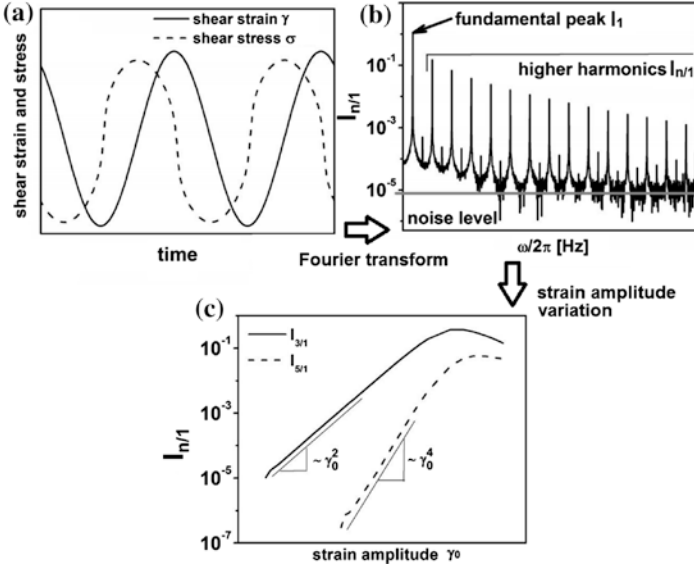 (a)
shear strain γ
shear stress σ
shear strain and stress
time
Fourier transform
(b)
fundamental peak I₁
higher harmonics Iₙ/₁
Iₙ/₁
10⁻¹
10⁻³
10⁻⁵
noise level
ω/2π [Hz]
strain amplitude
variation
(c)
I₃/₁
I₅/₁
Iₙ/₁
10⁻¹
10⁻³
10⁻⁵
10⁻⁷
~ γ₀²
~ γ₀⁴
strain amplitude γ₀